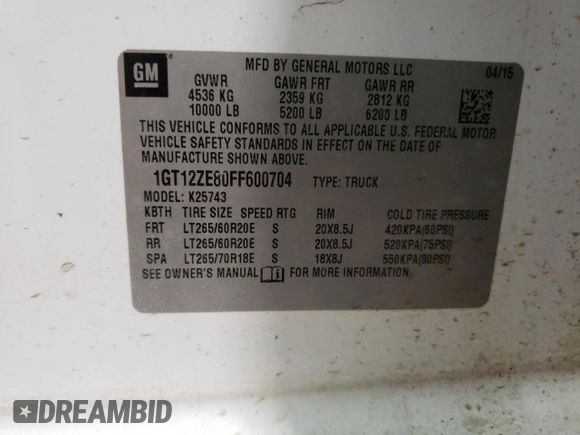 GM
MFD BY GENERAL MOTORS LLC 04/15
GVWR GAWR FRT GAWR RR
4536 KG 2359 KG 2812 KG
10000 LB 5200 LB 6200 LB
THIS VEHICLE CONFORMS TO ALL APPLICABLE U.S. FEDERAL MOTOR
VEHICLE SAFETY STANDARDS IN EFFECT ON THE DATE OF
MANUFACTURE SHOWN ABOVE.
1GT12ZE80FF600704 TYPE: TRUCK
MODEL: K25743
KBTH TIRE SIZE SPEED RTG RIM COLD TIRE PRESSURE
FRT LT265/60R20E S 20X8.5J 420KPA(60PSI)
RR LT265/60R20E S 20X8.5J 520KPA(75PSI)
SPA LT265/70R18E S 18X8J 550KPA(80PSI)
SEE OWNER'S MANUAL FOR MORE INFORMATION.
DREAMBID